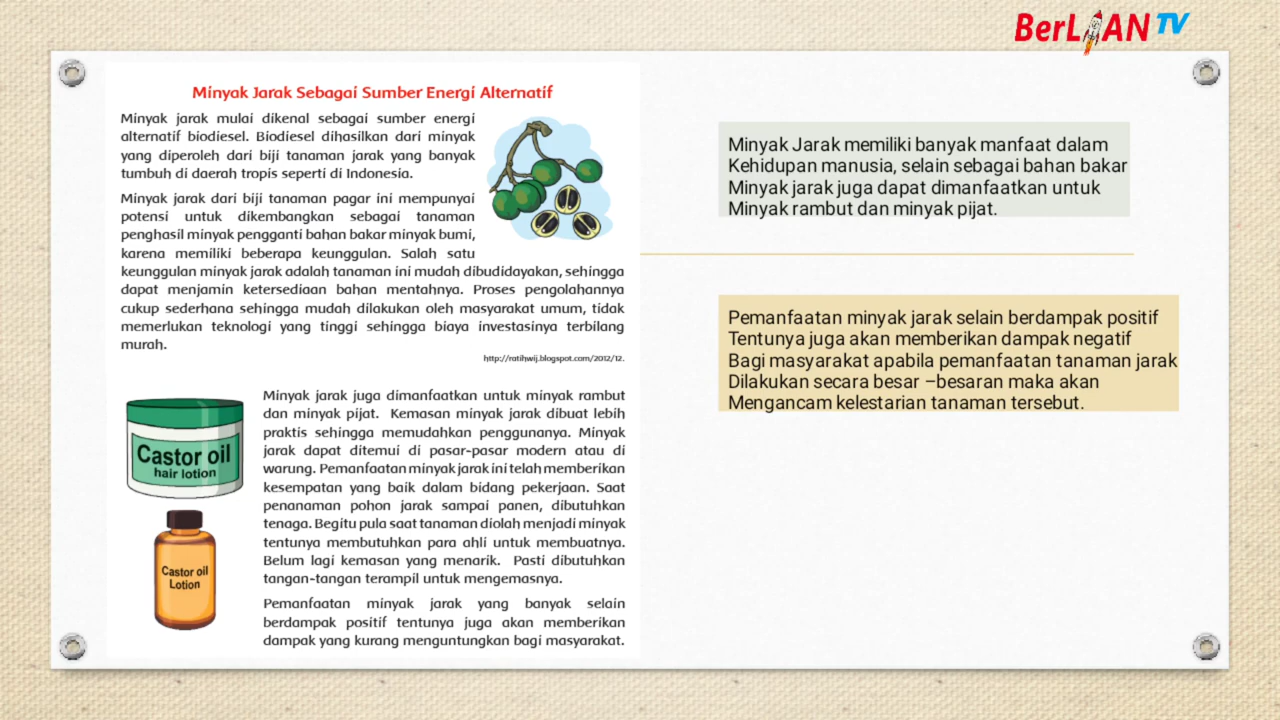 BerLIAN TV
Minyak Jarak Sebagai Sumber Energi Alternatif
Minyak jarak mulai dikenal sebagai sumber energi
alternatif biodiesel. Biodiesel dihasilkan dari minyak
yang diperoleh dari biji tanaman jarak yang banyak
tumbuh di daerah tropis seperti di Indonesia.
Minyak jarak dari biji tanaman pagar ini mempunyai
potensi untuk dikembangkan sebagai tanaman
penghasil minyak pengganti bahan bakar minyak bumi,
karena memiliki beberapa keunggulan. Salah satu
keunggulan minyak jarak adalah tanaman ini mudah dibudidayakan, sehingga
dapat menjamin ketersediaan bahan mentahnya. Proses pengolahannya
cukup sederhana sehingga mudah dilakukan oleh masyarakat umum, tidak
memerlukan teknologi yang tinggi sehingga biaya investasinya terbilang
murah.
http://ratihwij.blogspot.com/2012/12.
Castor oil
hair lotion
Castor oil
Lotion
Minyak jarak juga dimanfaatkan untuk minyak rambut
dan minyak pijat. Kemasan minyak jarak dibuat lebih
praktis sehingga memudahkan penggunanya. Minyak
jarak dapat ditemui di pasar-pasar modern atau di
warung. Pemanfaatan minyak jarak ini telah memberikan
kesempatan yang baik dalam bidang pekerjaan. Saat
penanaman pohon jarak sampai panen, dibutuhkan
tenaga. Begitu pula saat tanaman diolah menjadi minyak
tentunya membutuhkan para ahli untuk membuatnya.
Belum lagi kemasan yang menarik. Pasti dibutuhkan
tangan-tangan terampil untuk mengemasnya.
Pemanfaatan minyak jarak yang banyak selain
berdampak positif tentunya juga akan memberikan
dampak yang kurang menguntungkan bagi masyarakat.
Minyak Jarak memiliki banyak manfaat dalam
Kehidupan manusia, selain sebagai bahan bakar
Minyak jarak juga dapat dimanfaatkan untuk
Minyak rambut dan minyak pijat.
Pemanfaatan minyak jarak selain berdampak positif
Tentunya juga akan memberikan dampak negatif
Bagi masyarakat apabila pemanfaatan tanaman jarak
Dilakukan secara besar –besaran maka akan
Mengancam kelestarian tanaman tersebut.